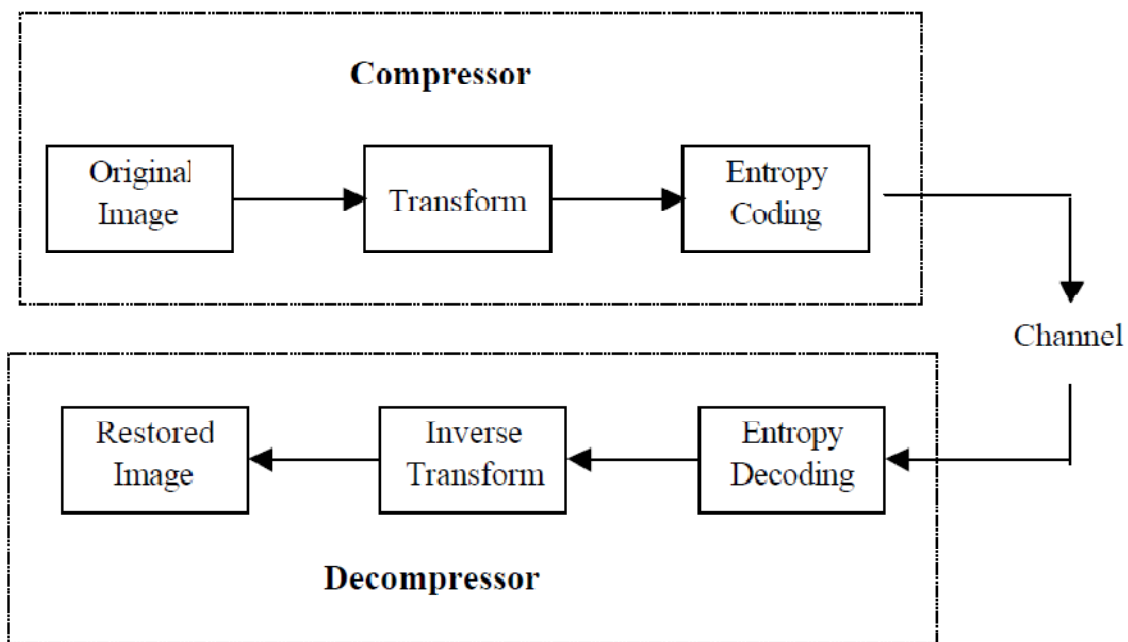 Compressor
Original
Image
Transform
Entropy
Coding
Channel
Restored
Image
Inverse
Transform
Entropy
Decoding
Decompressor